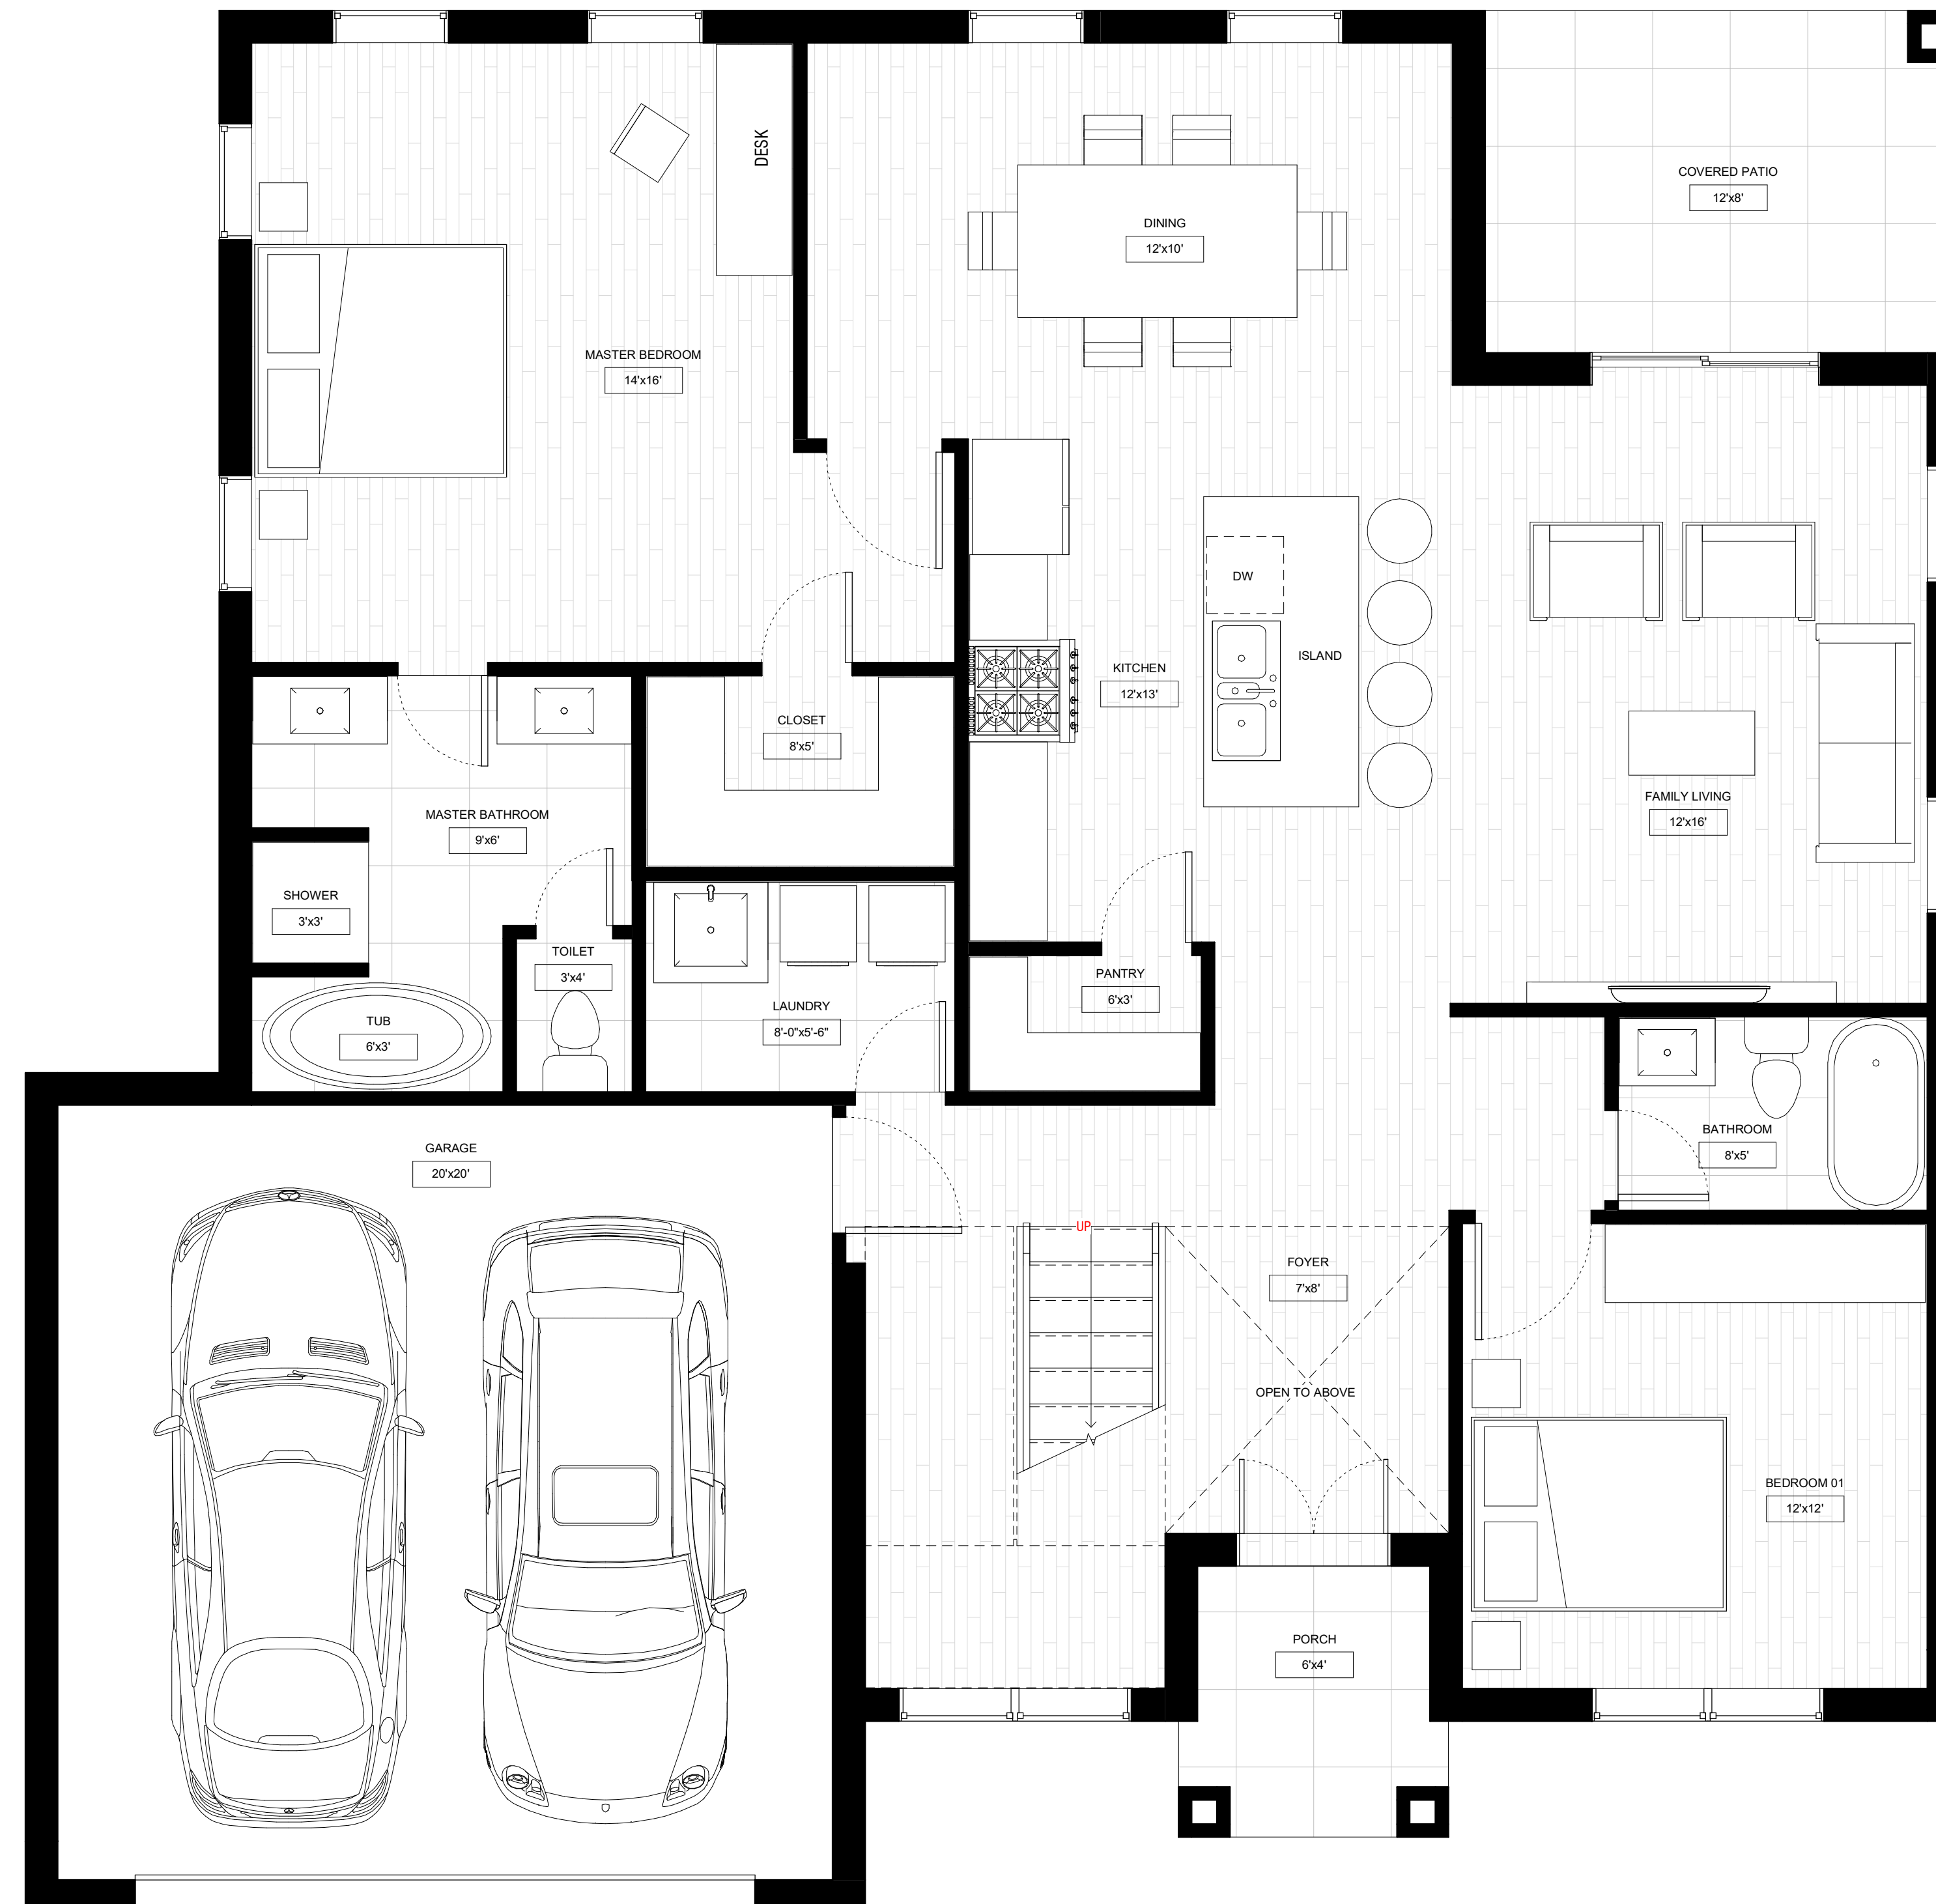 DESK
COVERED PATIO
12'x8'
DINING
12'x10'
MASTER BEDROOM
14'x16'
DW
ISLAND
KITCHEN
12'x13'
CLOSET
8'x5'
FAMILY LIVING
12'x16'
MASTER BATHROOM
9'x6'
SHOWER
3'x3'
TOILET
3'x4'
PANTRY
6'x3'
LAUNDRY
8'-0"x5'-6"
TUB
6'x3'
BATHROOM
8'x5'
GARAGE
20'x20'
UP
FOYER
7'x8'
OPEN TO ABOVE
BEDROOM 01
12'x12'
PORCH
6'x4'